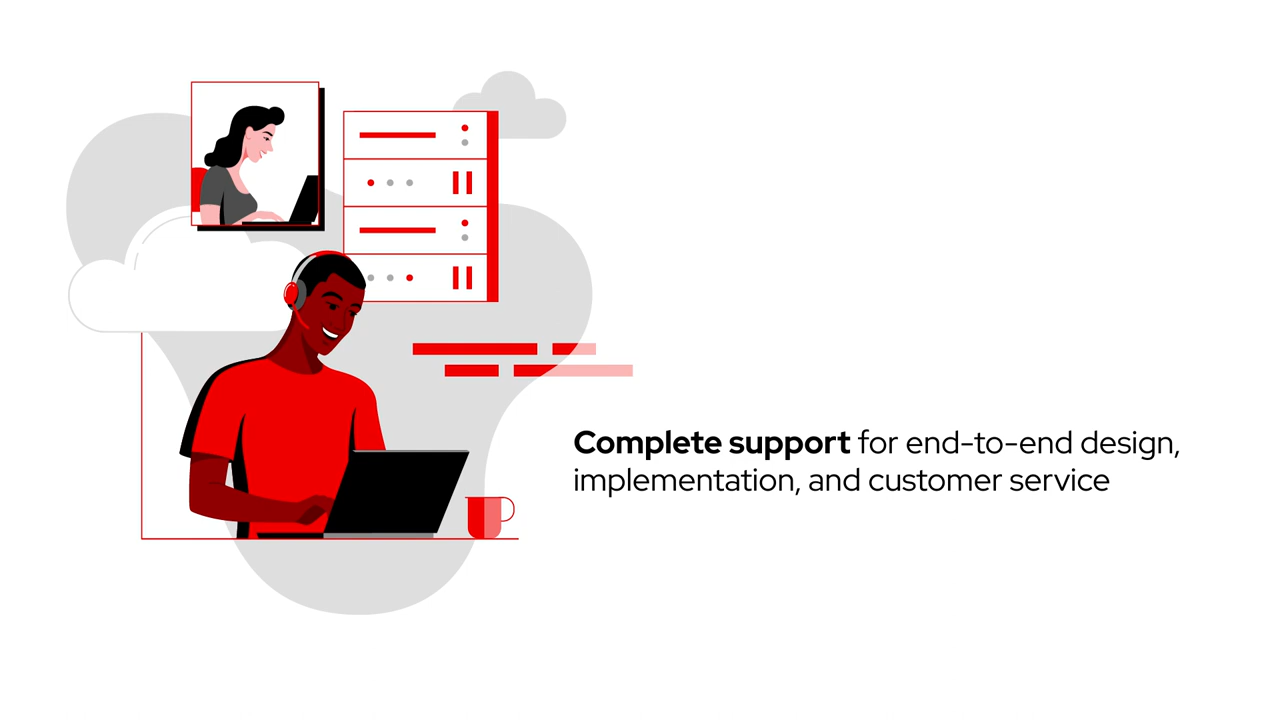 Complete support for end-to-end design,
implementation, and customer service